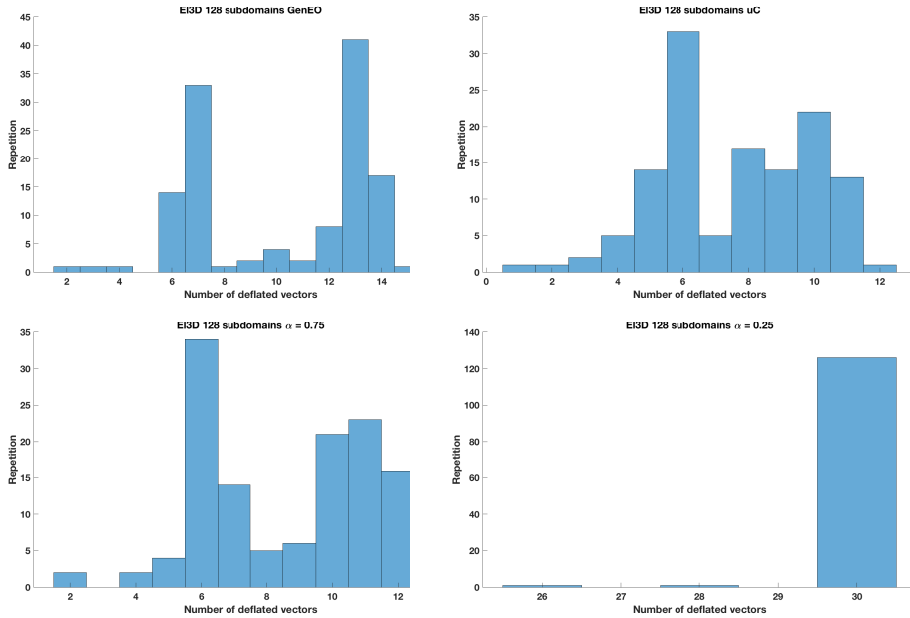 El3D 128 subdomains GenEO
45
40
35
30
25
20
15
10
5
0
Repetition
2 4 6 8 10 12 14
Number of deflated vectors
El3D 128 subdomains uC
35
30
25
20
15
10
5
0
Repetition
0 2 4 6 8 10 12
Number of deflated vectors
El3D 128 subdomains α = 0.75
35
30
25
20
15
10
5
0
Repetition
2 4 6 8 10 12
Number of deflated vectors
El3D 128 subdomains α = 0.25
140
120
100
80
60
40
20
0
Repetition
26 27 28 29 30
Number of deflated vectors